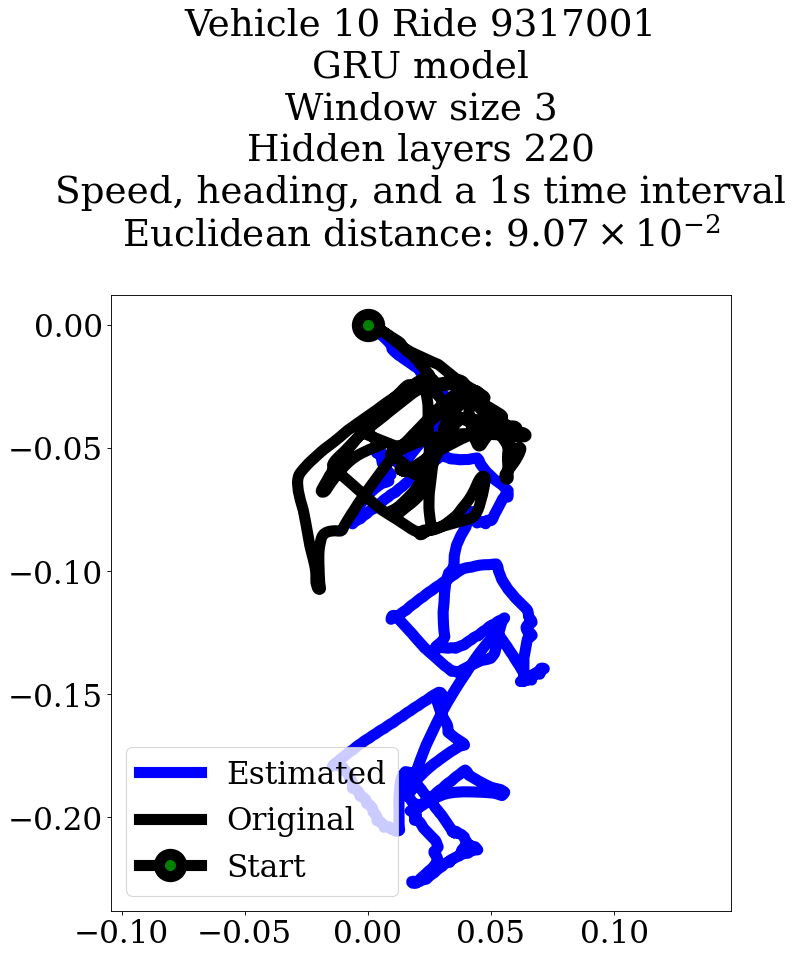 Vehicle 10 Ride 9317001
GRU model
Window size 3
Hidden layers 220
Speed, heading, and a 1s time interval
Euclidean distance: 9.07 × 10⁻²
0.00
−0.05
−0.10
−0.15
−0.20
Estimated
Original
Start
−0.10 −0.05 0.00 0.05 0.10